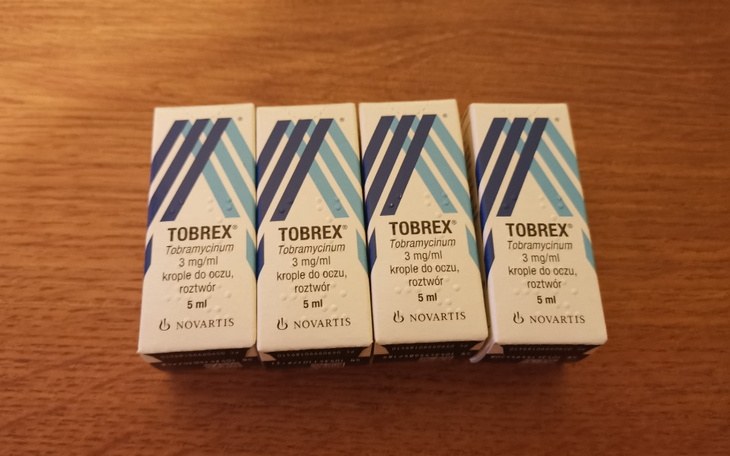 TOBREX®
Tobramycinum
3 mg/ml
krople do oczu,
roztwór
5 ml
NOVARTIS
TOBREX®
Tobramycinum
3 mg/ml
krople do oczu,
roztwór
5 ml
NOVARTIS
TOBREX®
Tobramycinum
3 mg/ml
krople do oczu,
roztwór
5 ml
NOVARTIS
TOBREX®
Tobramycinum
3 mg/ml
krople do oczu,
roztwór
5 ml
NOVARTIS